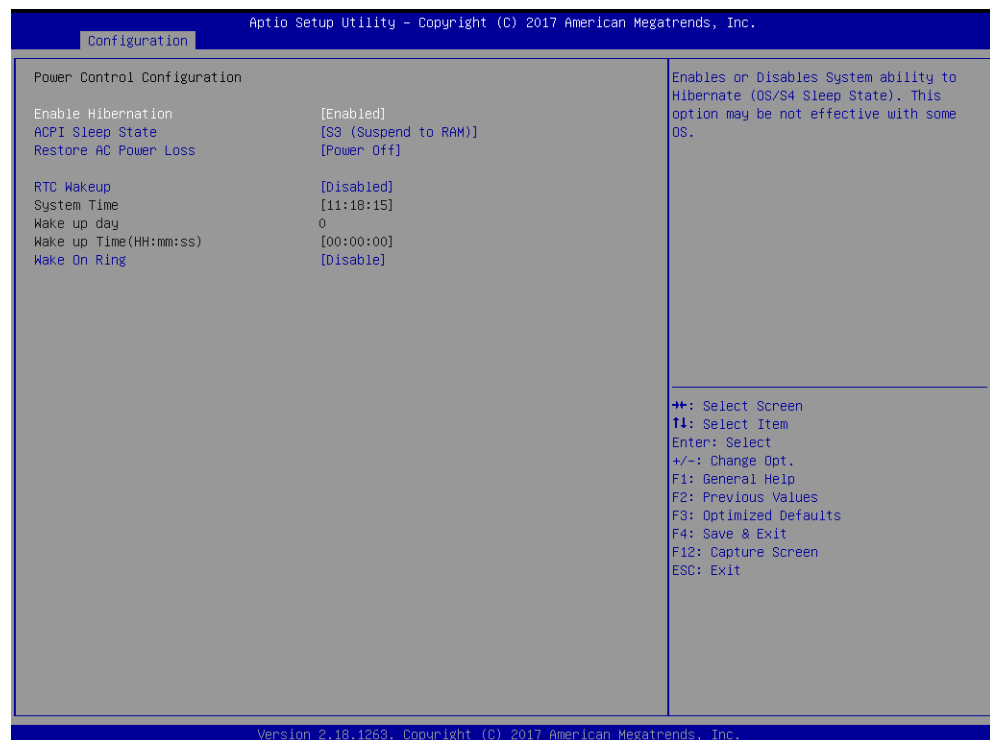 Aptio Setup Utility – Copyright (C) 2017 American Megatrends, Inc.
Configuration
Power Control Configuration
Enable Hibernation [Enabled]
ACPI Sleep State [S3 (Suspend to RAM)]
Restore AC Power Loss [Power Off]
RTC Wakeup [Disabled]
System Time [11:18:15]
Wake up day 0
Wake up Time(HH:mm:ss) [00:00:00]
Wake On Ring [Disable]
Enables or Disables System ability to
Hibernate (OS/S4 Sleep State). This
option may be not effective with some
OS.
→←: Select Screen
↑↓: Select Item
Enter: Select
+/-: Change Opt.
F1: General Help
F2: Previous Values
F3: Optimized Defaults
F4: Save & Exit
F12: Capture Screen
ESC: Exit
Version 2.18.1263. Copyright (C) 2017 American Megatrends, Inc.